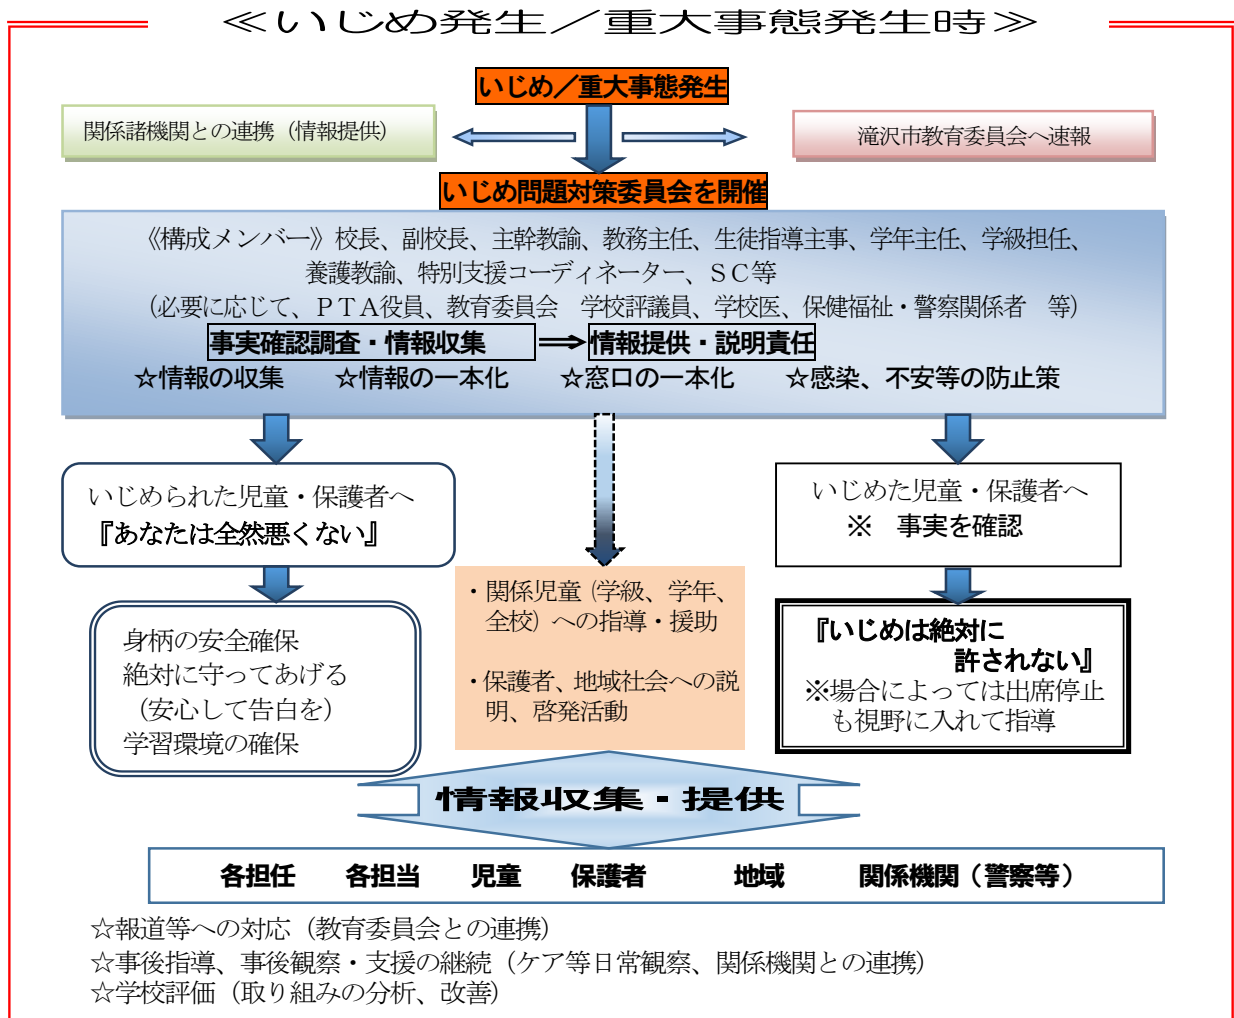 ≪いじめ発生／重大事態発生時≫
いじめ／重大事態発生
関係諸機関との連携（情報提供）
滝沢市教育委員会へ速報
いじめ問題対策委員会を開催
《構成メンバー》校長、副校長、主幹教諭、教務主任、生徒指導主事、学年主任、学級担任、
養護教諭、特別支援コーディネーター、ＳＣ等
（必要に応じて、ＰＴＡ役員、教育委員会　学校評議員、学校医、保健福祉・警察関係者　等）
事実確認調査・情報収集　⇒　情報提供・説明責任
☆情報の収集　☆情報の一本化　☆窓口の一本化　☆感染、不安等の防止策
いじめられた児童・保護者へ
『あなたは全然悪くない』
いじめた児童・保護者へ
※　事実を確認
身柄の安全確保
絶対に守ってあげる
（安心して告白を）
学習環境の確保
・関係児童（学級、学年、
全校）への指導・援助
・保護者、地域社会への説
明、啓発活動
『いじめは絶対に
許されない』
※場合によっては出席停止
も視野に入れて指導
情報収集・提供
各担任　各担当　児童　保護者　地域　関係機関（警察等）
☆報道等への対応（教育委員会との連携）
☆事後指導、事後観察・支援の継続（ケア等日常観察、関係機関との連携）
☆学校評価（取り組みの分析、改善）